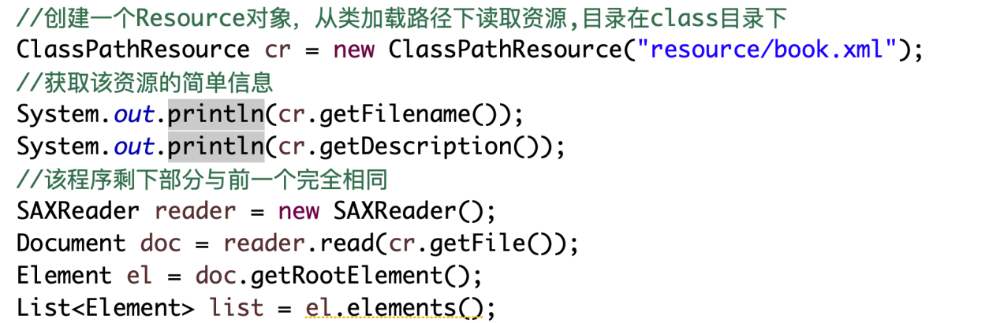 //创建一个Resource对象，从类加载路径下读取资源,目录在class目录下
ClassPathResource cr = new ClassPathResource("resource/book.xml");
//获取该资源的简单信息
System.out.println(cr.getFilename());
System.out.println(cr.getDescription());
//该程序剩下部分与前一个完全相同
SAXReader reader = new SAXReader();
Document doc = reader.read(cr.getFile());
Element el = doc.getRootElement();
List<Element> list = el.elements();